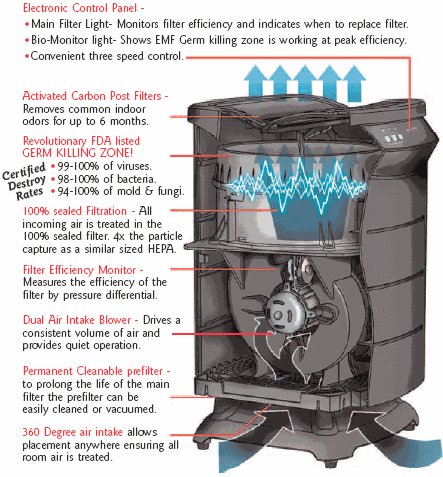 Electronic Control Panel -
•Main Filter Light- Monitors filter efficiency and indicates when to replace filter.
•Bio-Monitor light- Shows EMF Germ killing zone is working at peak efficiency.
•Convenient three speed control.
Activated Carbon Post Filters -
Removes common indoor
odors for up to 6 months.
Revolutionary FDA listed
GERM KILLING ZONE!
Certified
Destroy
Rates
• 99-100% of viruses.
• 98-100% of bacteria.
• 94-100% of mold & fungi.
100% sealed Filtration - All
incoming air is treated in the
100% sealed filter. 4x the particle
capture as a similar sized HEPA.
Filter Efficiency Monitor -
Measures the efficiency of the
filter by pressure differential.
Dual Air Intake Blower - Drives a
consistent volume of air and
provides quiet operation.
Permanent Cleanable prefilter -
to prolong the life of the main
filter the prefilter can be
easily cleaned or vacuumed.
360 Degree air intake allows
placement anywhere ensuring all
room air is treated.